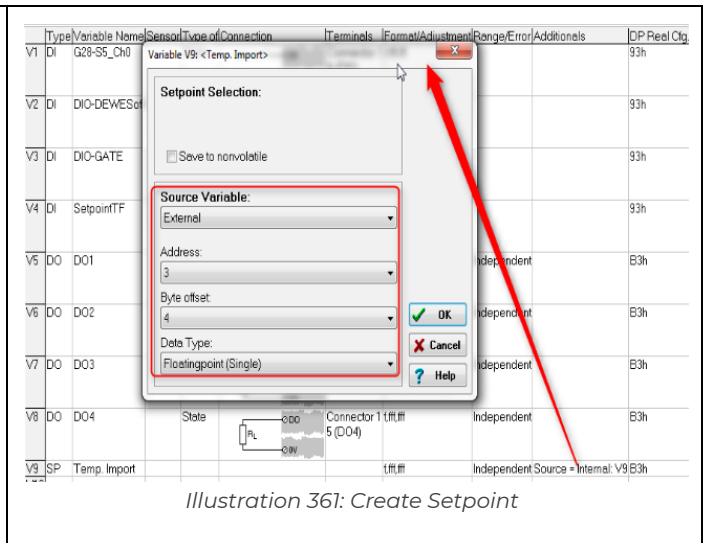 Type Variable Name Sensor Type of Connection Terminals Format/Adjustment Range/Error Additionals DP Real Cfg.
V1 DI G28-S5_Ch0 93h
Variable V9: <Temp. Import>
Setpoint Selection:
V2 DI DIO-DEWESof 93h
V3 DI DIO-GATE Save to nonvolatile 93h
Source Variable:
V4 DI SetpointTF External 93h
Address:
V5 DO DO1 3 Independent B3h
Byte offset:
V6 DO DO2 4 OK Independent B3h
Data Type: Cancel
V7 DO DO3 Floatingpoint (Single) Independent B3h
Help
V8 DO DO4 State RL DO Connector 1 f,fff,fff Independent B3h
5 (DO4)
0V
V9 SP Temp. Import f,fff,fff Independent Source = Internal: V9 B3h
Illustration 361: Create Setpoint